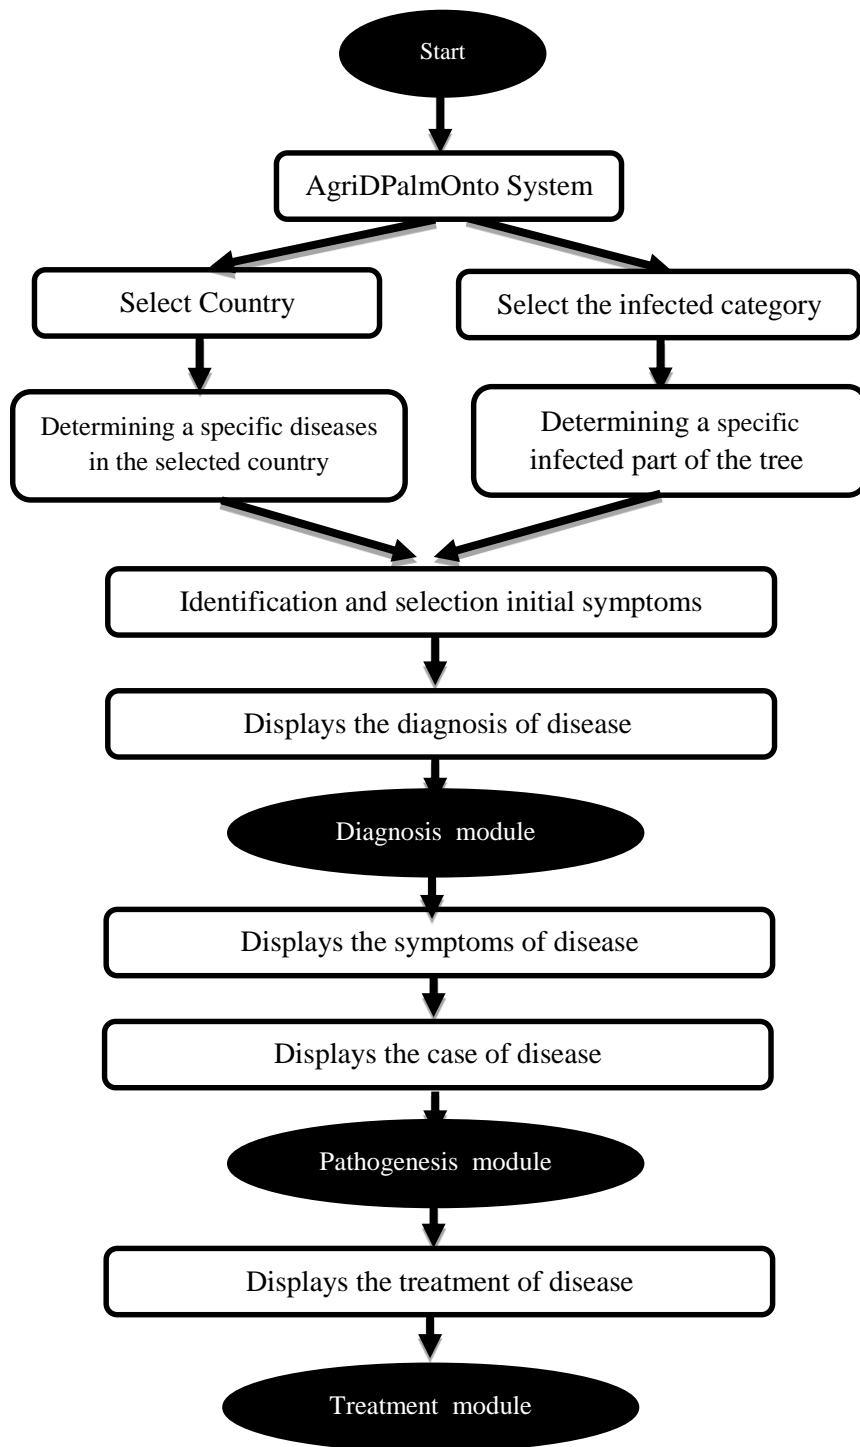 Start
AgriDPalmOnto System
Select Country
Select the infected category
Determining a specific diseases
in the selected country
Determining a specific
infected part of the tree
Identification and selection initial symptoms
Displays the diagnosis of disease
Diagnosis module
Displays the symptoms of disease
Displays the case of disease
Pathogenesis module
Displays the treatment of disease
Treatment module